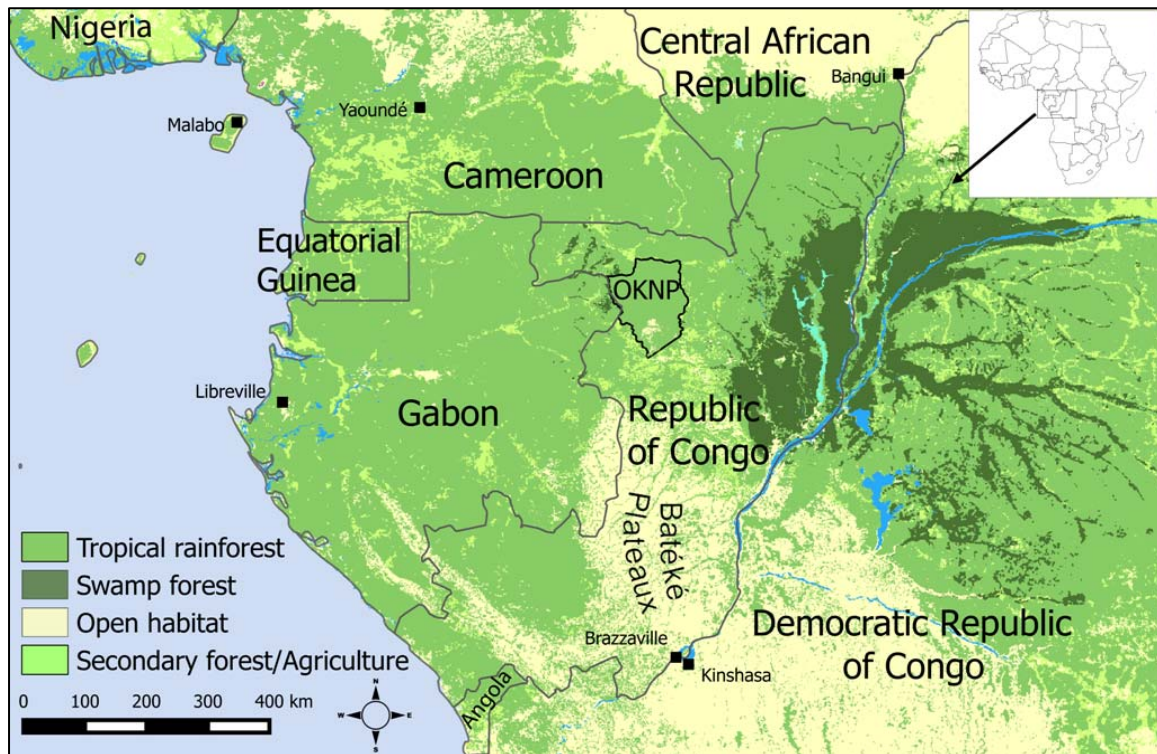 Nigeria
Central African
Republic
Bangui
Malabo
Yaoundé
Cameroon
Equatorial
Guinea
OKNP
Libreville
Gabon
Republic
of Congo
Batéké
Plateaux
Tropical rainforest
Swamp forest
Open habitat
Secondary forest/Agriculture
Democratic Republic
of Congo
Brazzaville
Kinshasa
Angola
0 100 200 300 400 km
N
W E
S